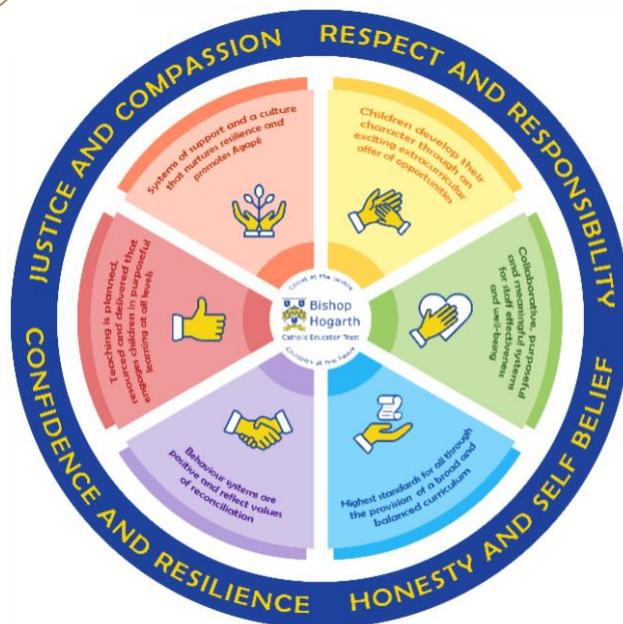 JUSTICE AND COMPASSION
RESPECT AND RESPONSIBILITY
HONESTY AND SELF BELIEF
CONFIDENCE AND RESILIENCE
Systems of support and a culture
that nurtures resilience and
promotes Agapé
Children develop their
character through an
exciting extracurricular
offer of opportunities
Collaborative, purposeful
and meaningful systems
for staff effectiveness
and well-being
Highest standards for all through
the provision of a broad and
balanced curriculum
Behaviour systems are
positive and reflect values
of reconciliation
Teaching is planned,
resourced and delivered that
engages children in purposeful
learning at all levels
Christ at the centre
Bishop
Hogarth
Catholic Education Trust
Children at the heart